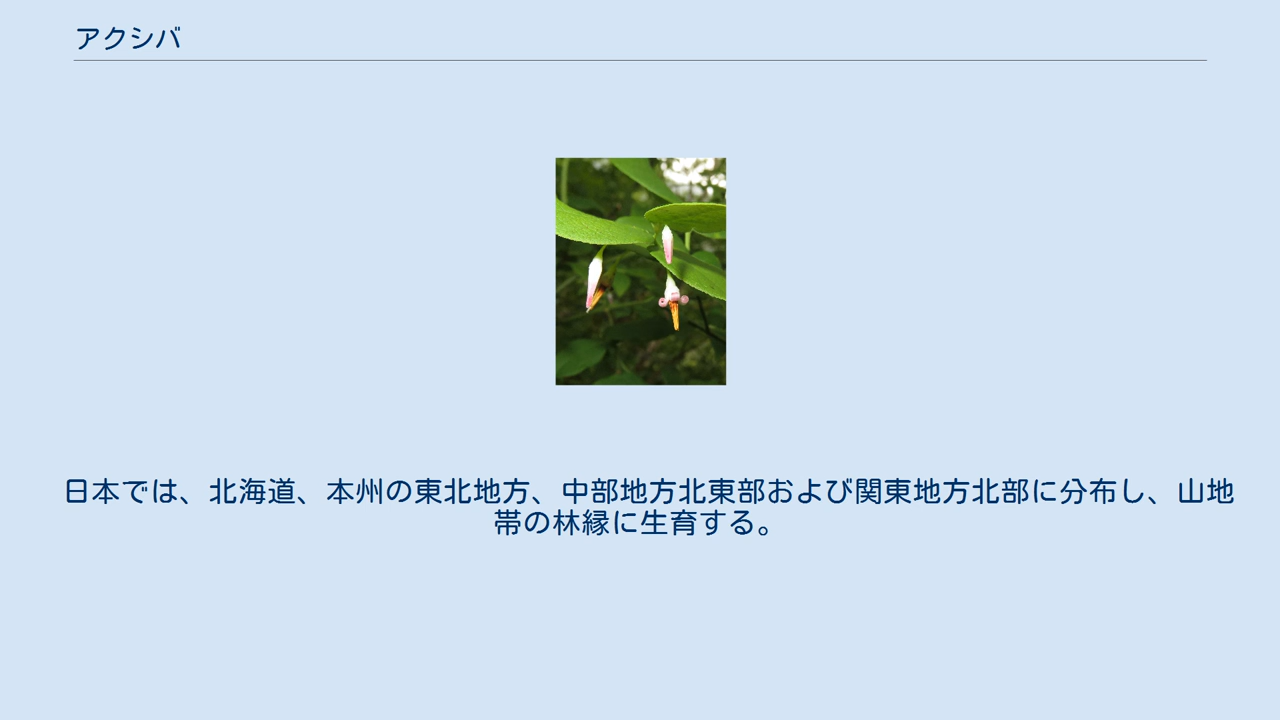 アクシバ
日本では、北海道、本州の東北地方、中部地方北東部および関東地方北部に分布し、山地
帯の林縁に生育する。